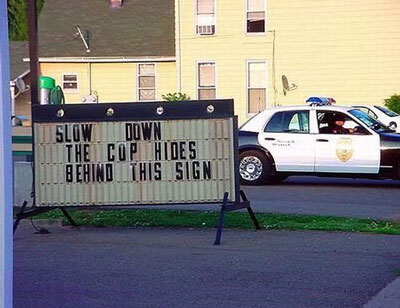 SLOW DOWN
THE COP HIDES
BEHIND THIS SIGN